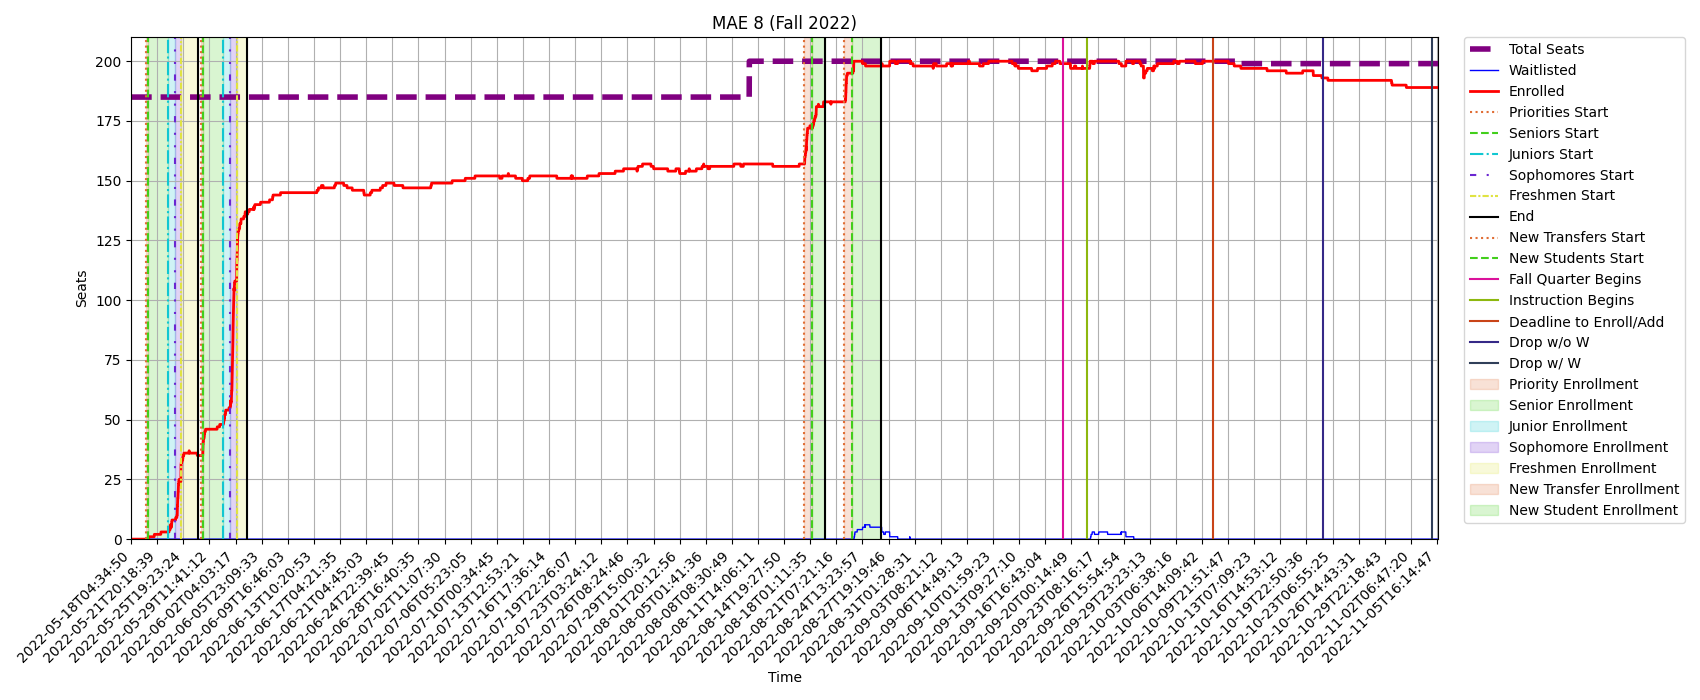 MAE 8 (Fall 2022)
Seats
200
175
150
125
100
75
50
25
0
2022-05-18T04:34:50
2022-05-21T20:18:39
2022-05-25T19:23:24
2022-05-29T11:41:12
2022-06-02T04:03:17
2022-06-05T23:09:33
2022-06-09T16:46:03
2022-06-13T10:20:53
2022-06-17T04:21:35
2022-06-21T04:45:03
2022-06-24T22:39:45
2022-06-28T16:40:35
2022-07-02T11:07:30
2022-07-06T05:23:05
2022-07-10T00:34:45
2022-07-13T12:53:21
2022-07-16T17:36:14
2022-07-19T22:26:07
2022-07-23T03:24:12
2022-07-26T08:24:46
2022-07-29T15:00:32
2022-08-01T20:12:56
2022-08-05T01:41:36
2022-08-08T08:30:49
2022-08-11T14:06:11
2022-08-14T19:27:50
2022-08-18T01:11:35
2022-08-21T07:21:16
2022-08-24T13:23:57
2022-08-27T19:19:46
2022-08-31T01:28:31
2022-09-03T08:21:12
2022-09-06T14:49:13
2022-09-10T01:59:23
2022-09-13T09:27:10
2022-09-16T16:43:04
2022-09-20T00:14:49
2022-09-23T08:16:17
2022-09-26T15:54:54
2022-09-29T23:23:13
2022-10-03T06:38:16
2022-10-06T14:09:42
2022-10-09T21:51:47
2022-10-13T07:09:23
2022-10-16T14:53:12
2022-10-19T22:50:36
2022-10-23T06:55:25
2022-10-26T14:43:31
2022-10-29T22:18:43
2022-11-02T06:47:20
2022-11-05T16:14:47
Time
Total Seats
Waitlisted
Enrolled
Priorities Start
Seniors Start
Juniors Start
Sophomores Start
Freshmen Start
End
New Transfers Start
New Students Start
Fall Quarter Begins
Instruction Begins
Deadline to Enroll/Add
Drop w/o W
Drop w/ W
Priority Enrollment
Senior Enrollment
Junior Enrollment
Sophomore Enrollment
Freshmen Enrollment
New Transfer Enrollment
New Student Enrollment